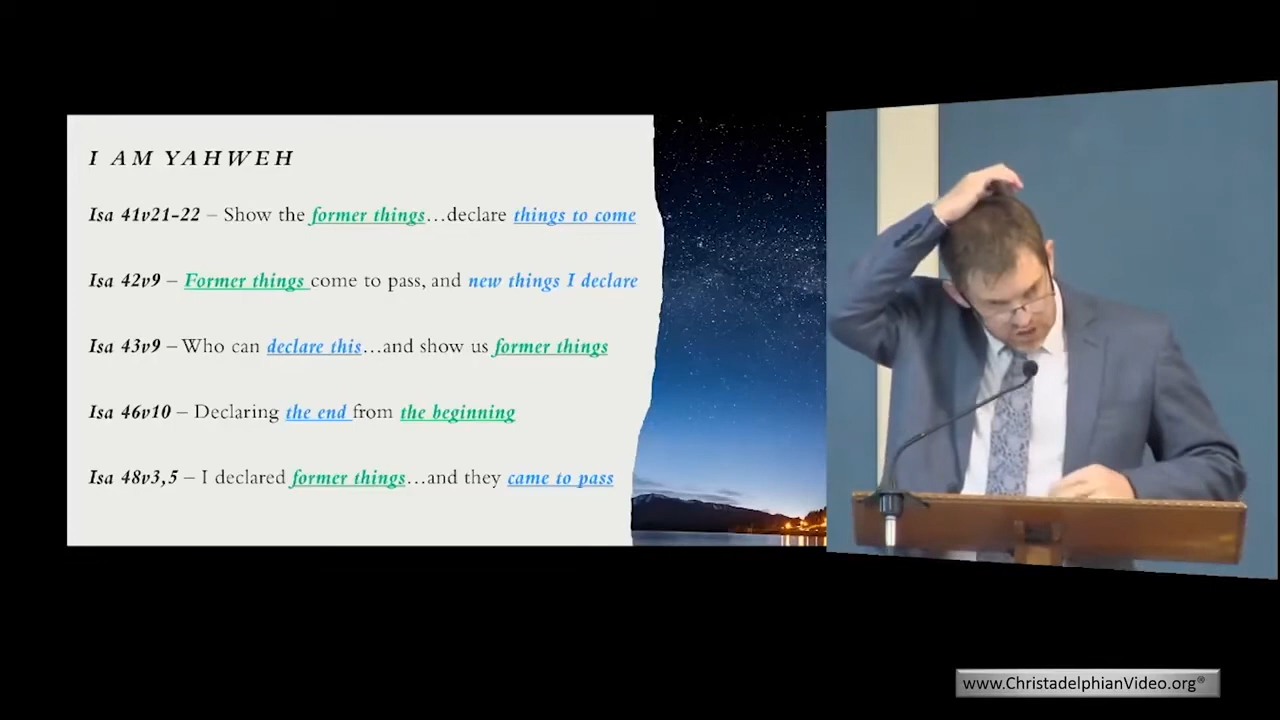 I AM YAHWEH
Isa 41v21-22 – Show the former things...declare things to come
Isa 42v9 – Former things come to pass, and new things I declare
Isa 43v9 – Who can declare this...and show us former things
Isa 46v10 – Declaring the end from the beginning
Isa 48v3,5 – I declared former things...and they came to pass
www.ChristadelphianVideo.org®